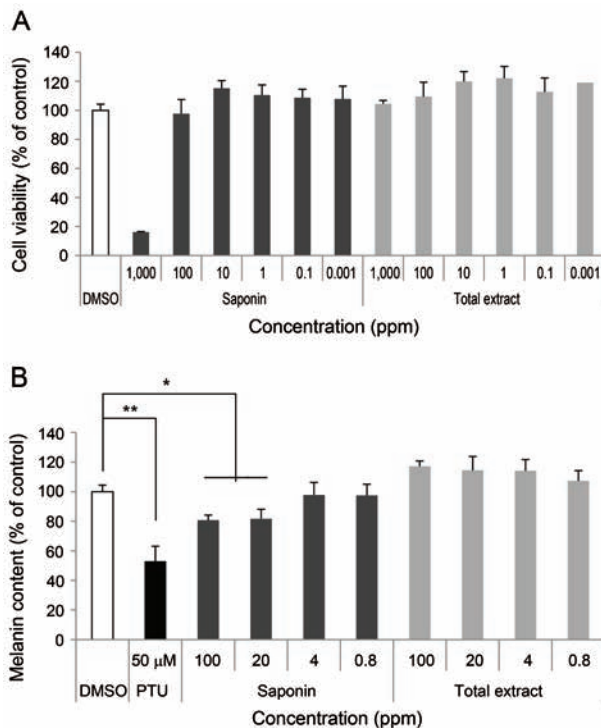 A
Cell viability (% of control)
140
120
100
80
60
40
20
0
1,000 100 10 1 0.1 0.001 1,000 100 10 1 0.1 0.001
DMSO Saponin Total extract
Concentration (ppm)
B
* 
**
Melanin content (% of control)
140
120
100
80
60
40
20
0
50 μM 100 20 4 0.8 100 20 4 0.8
DMSO PTU Saponin Total extract
Concentration (ppm)